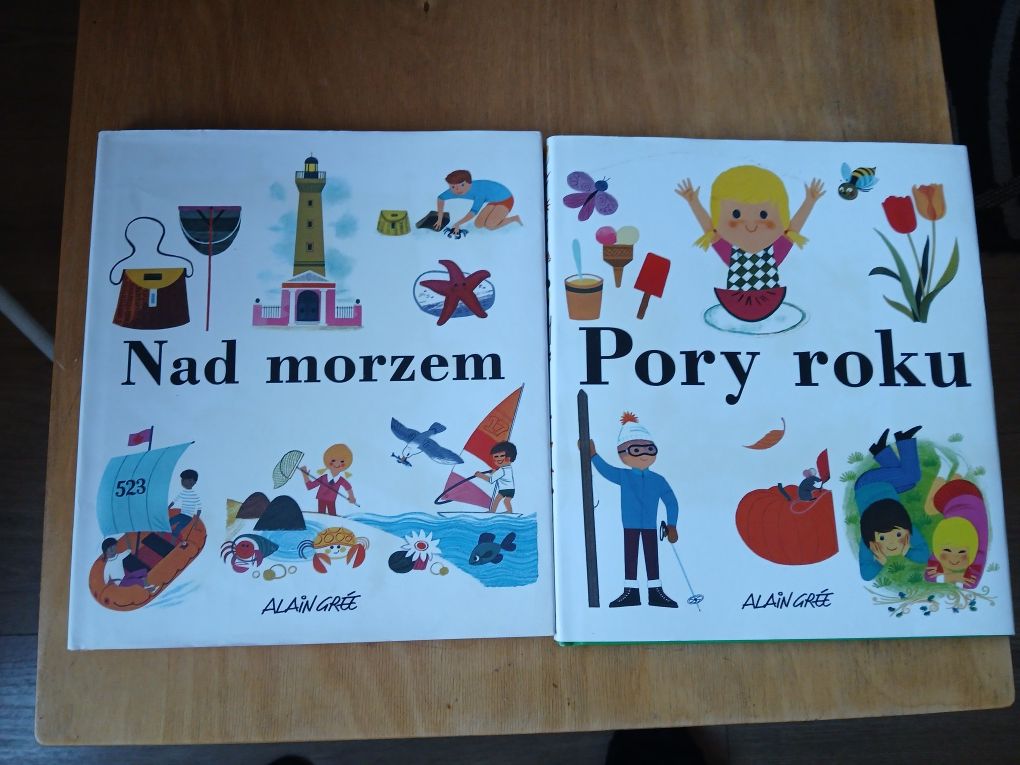 Nad morzem
523
ALAIN GRÉE
Pory roku
ALAIN GRÉE